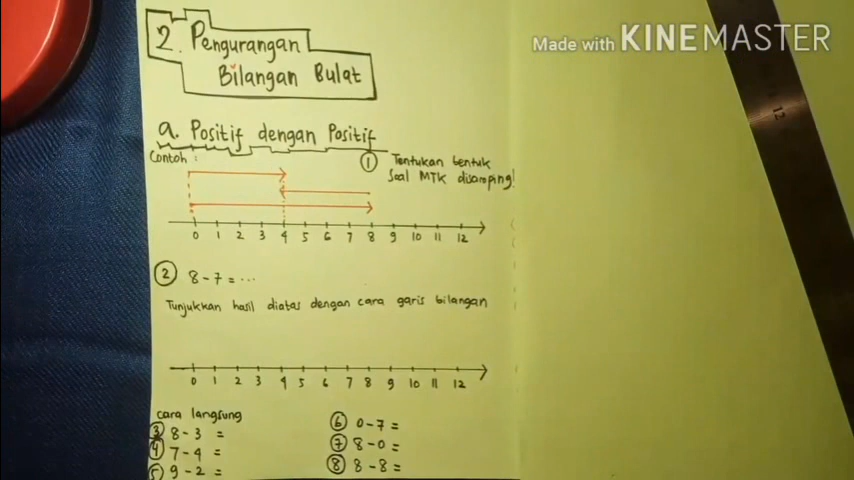 Made with KINEMASTER
2. Pengurangan
Bilangan Bulat
a. Positif dengan Positif
Contoh :
1 Tentukan bentuk
Soal MTK disamping!
0 1 2 3 4 5 6 7 8 9 10 11 12
2 8 - 7 = ...
Tunjukkan hasil diatas dengan cara garis bilangan
0 1 2 3 4 5 6 7 8 9 10 11 12
cara langsung
3 8 - 3 =
4 7 - 4 =
5 9 - 2 =
6 0 - 7 =
7 8 - 0 =
8 8 - 8 =
12